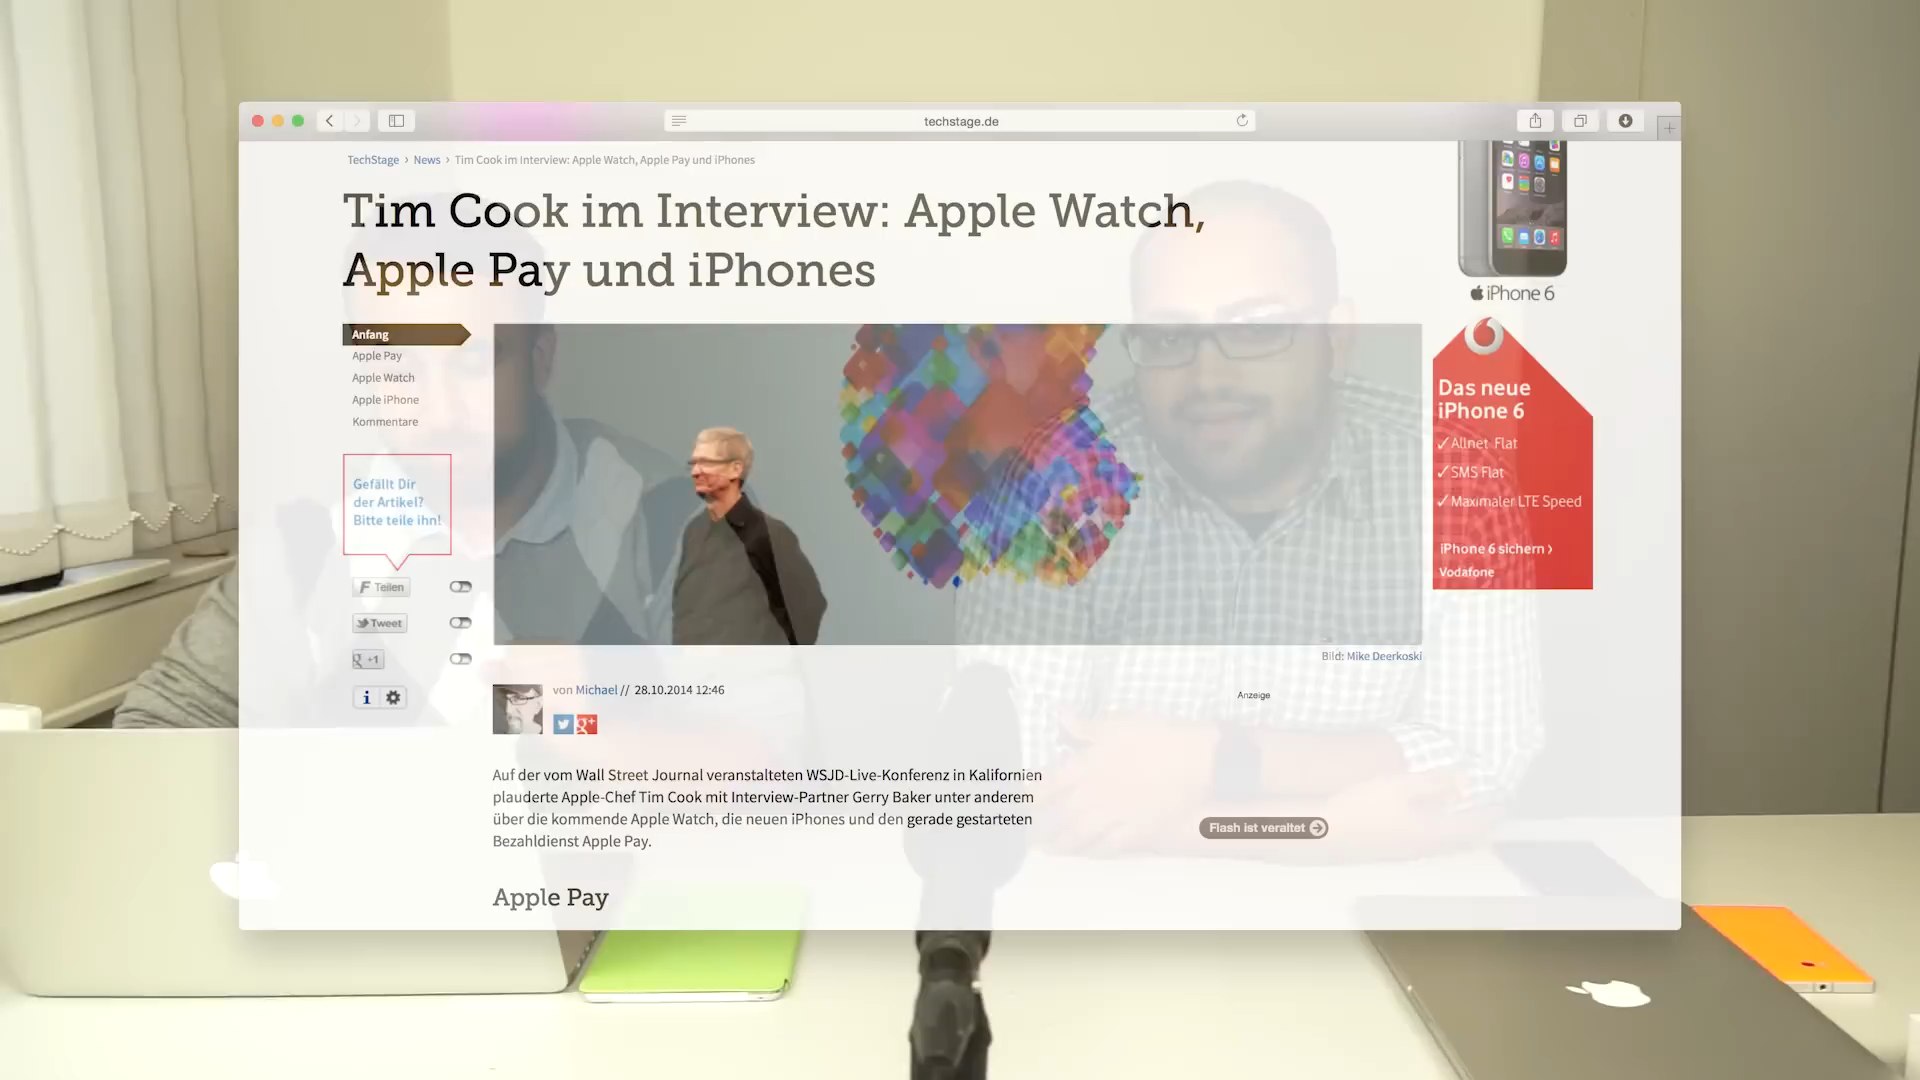 techstage.de
TechStage › News › Tim Cook im Interview: Apple Watch, Apple Pay und iPhones
Tim Cook im Interview: Apple Watch,
Apple Pay und iPhones
iPhone 6
Anfang
Apple Pay
Apple Watch
Apple iPhone
Kommentare
Gefällt Dir
der Artikel?
Bitte teile ihn!
Teilen
Tweet
g +1
Das neue
iPhone 6
✓Allnet Flat
✓SMS Flat
✓Maximaler LTE Speed
iPhone 6 sichern ›
Vodafone
Bild: Mike Deerkoski
von Michael // 28.10.2014 12:46
g+
Anzeige
Auf der vom Wall Street Journal veranstalteten WSJD-Live-Konferenz in Kalifornien
plauderte Apple-Chef Tim Cook mit Interview-Partner Gerry Baker unter anderem
über die kommende Apple Watch, die neuen iPhones und den gerade gestarteten
Bezahldienst Apple Pay.
Flash ist veraltet
Apple Pay